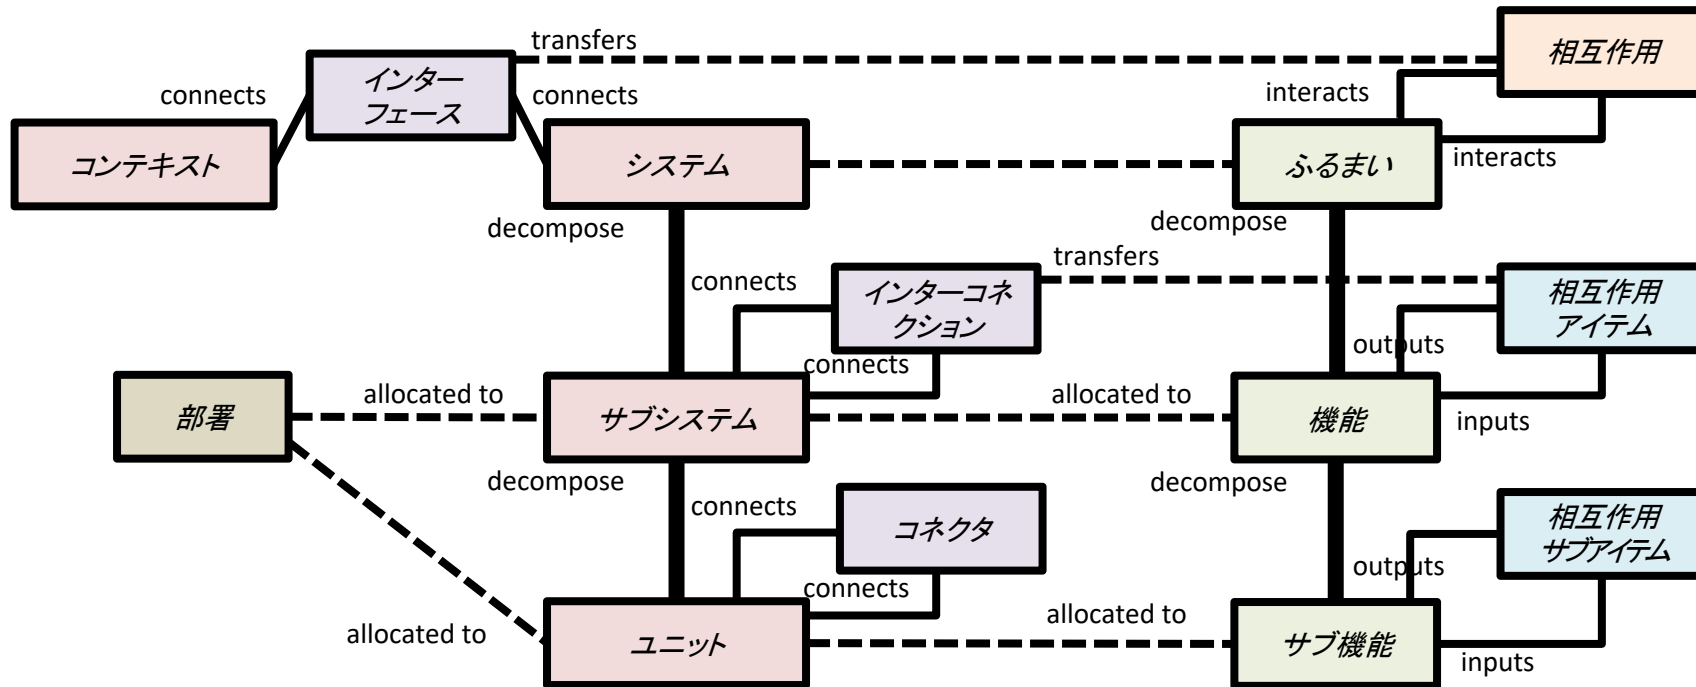 transfers
相互作用
インター
フェース
connects
connects
interacts
コンテキスト
システム
ふるまい
interacts
decompose
decompose
transfers
connects
インターコネ
クション
相互作用
アイテム
outputs
connects
部署
allocated to
サブシステム
allocated to
機能
inputs
decompose
decompose
connects
コネクタ
相互作用
サブアイテム
outputs
connects
allocated to
ユニット
allocated to
サブ機能
inputs